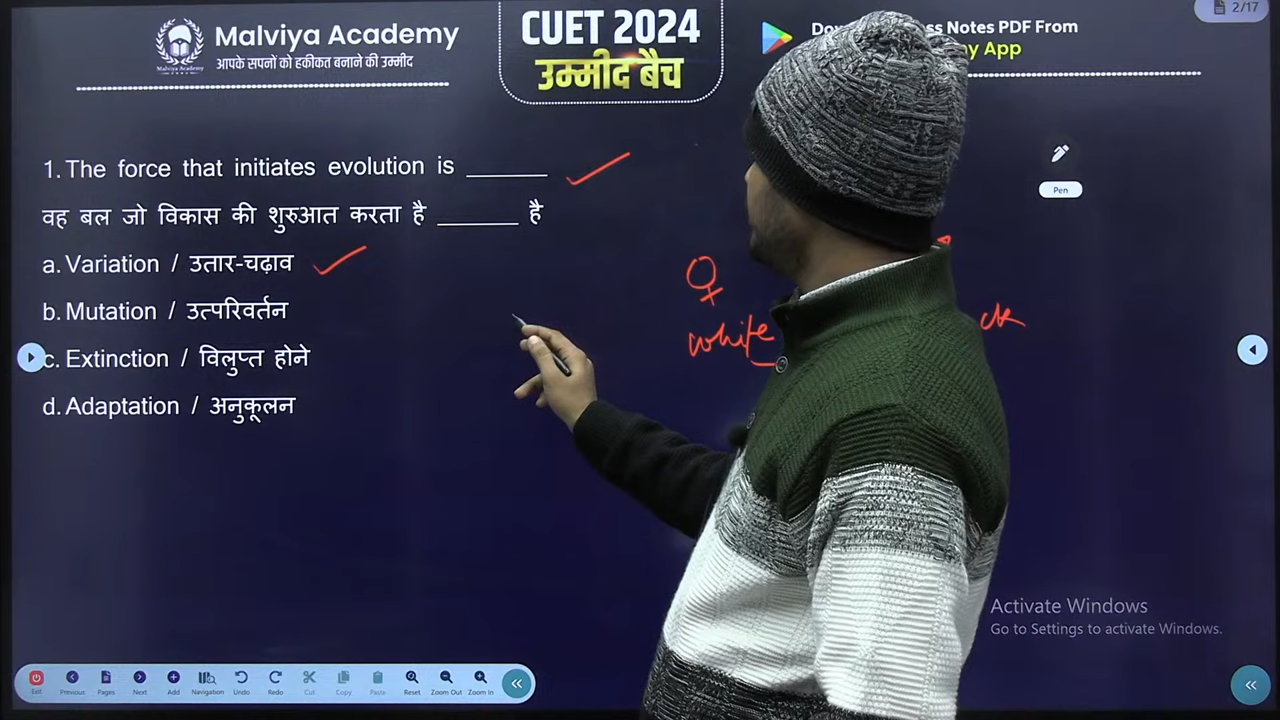 Malviya Academy
आपके सपनों को हकीकत बनाने की उम्मीद
Malviya Academy
CUET 2024
उम्मीद बैच
ss Notes PDF From
App
2/17
Pen
1. The force that initiates evolution is ______
वह बल जो विकास की शुरुआत करता है ______ है
a. Variation / उतार-चढ़ाव
b. Mutation / उत्परिवर्तन
c. Extinction / विलुप्त होने
d. Adaptation / अनुकूलन
♀
white
Activate Windows
Go to Settings to activate Windows.
Exit Previous Pages Next Add Navigation Undo Redo Cut Copy Paste Reset Zoom Out Zoom In